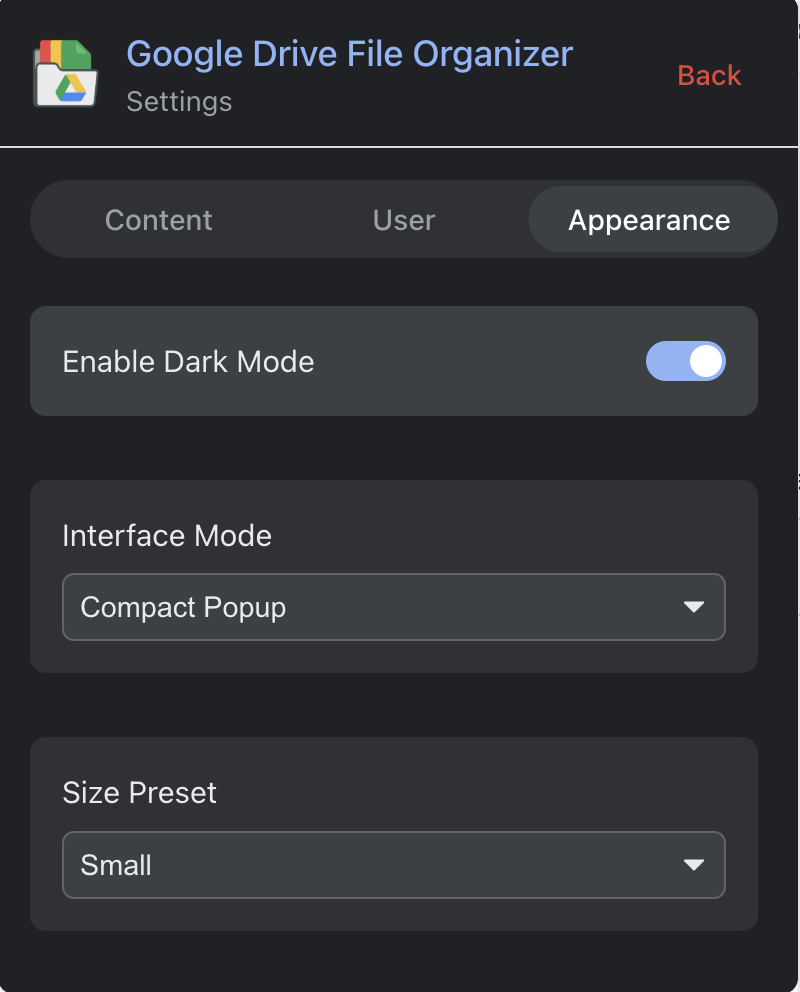 Google Drive File Organizer
Settings
Back
Content
User
Appearance
Enable Dark Mode
Interface Mode
Compact Popup
Size Preset
Small